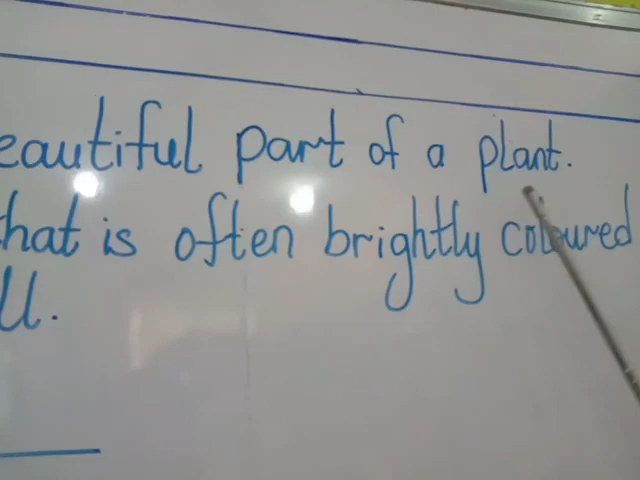 eautiful part of a plant.
hat is often brightly coloured
ll.